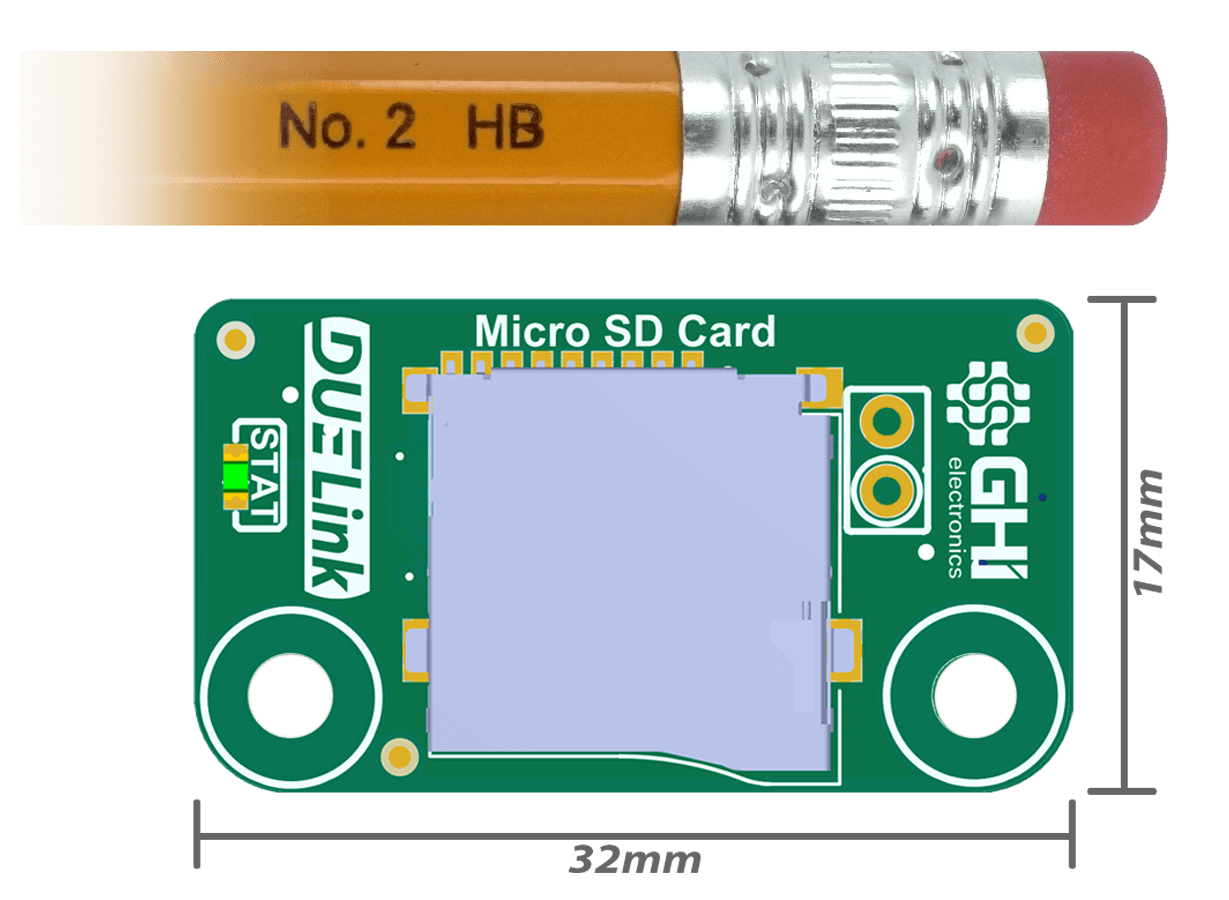 No. 2 HB
Micro SD Card
DUELink
STAT
GHI
electronics
17mm
32mm